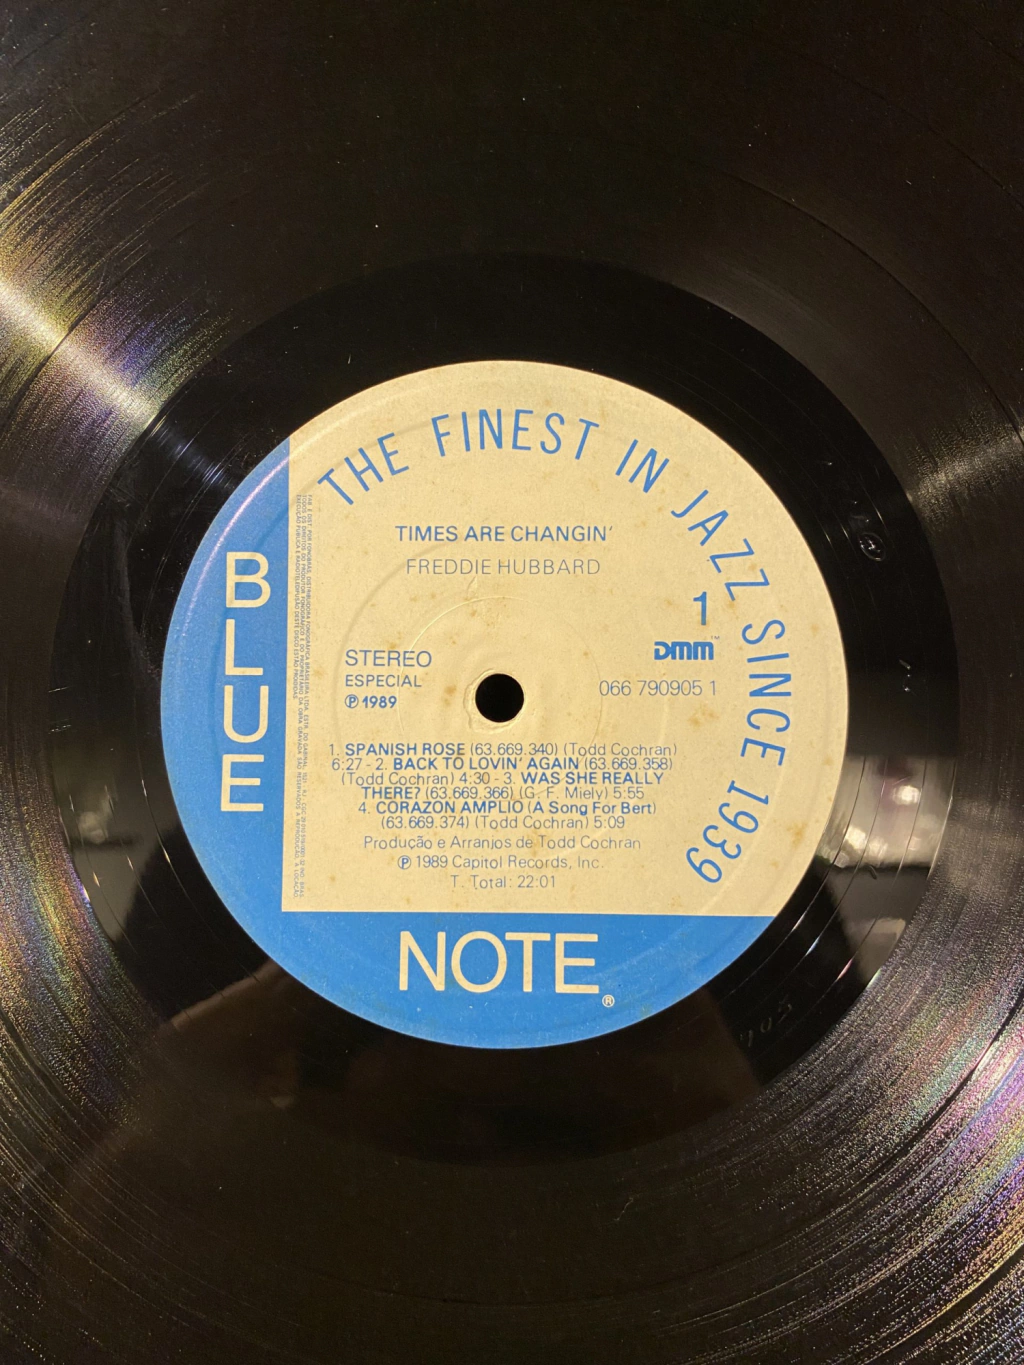 THE FINEST IN JAZZ SINCE 1939
TIMES ARE CHANGIN'
FREDDIE HUBBARD
1
DMM™
STEREO
ESPECIAL
066 790905 1
℗ 1989
1. SPANISH ROSE (63.669.340) (Todd Cochran)
6:27 - 2. BACK TO LOVIN' AGAIN (63.669.358)
(Todd Cochran) 4:30 - 3. WAS SHE REALLY
THERE? (63.669.366) (G. F. Miely) 5:55
4. CORAZON AMPLIO (A Song For Bert)
(63.669.374) (Todd Cochran) 5:09
Produção e Arranjos de Todd Cochran
℗ 1989 Capitol Records, Inc.
T. Total: 22:01
BLUE
NOTE®